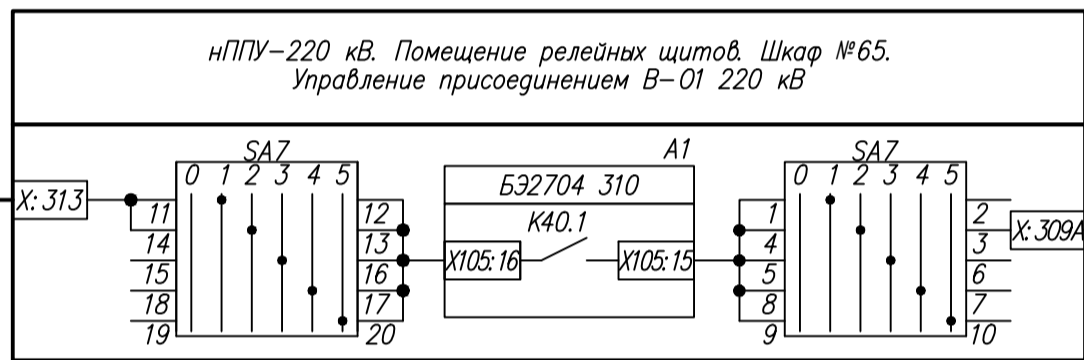 нППУ-220 кВ. Помещение релейных щитов. Шкаф №65.
Управление присоединением В-01 220 кВ
SA7
A1
SA7
0 1 2 3 4 5
БЭ2704 310
0 1 2 3 4 5
X:313
11
12
K40.1
1
2
X:309A
14
13
X105:16
X105:15
4
3
15
16
5
6
18
17
8
7
19
20
9
10